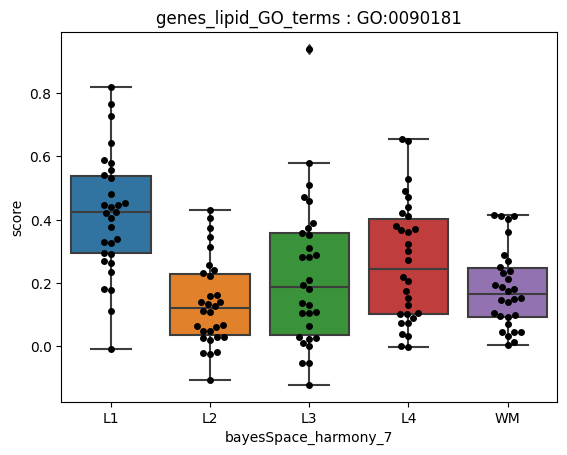 genes_lipid_GO_terms : GO:0090181
score
0.8
0.6
0.4
0.2
0.0
L1 L2 L3 L4 WM
bayesSpace_harmony_7